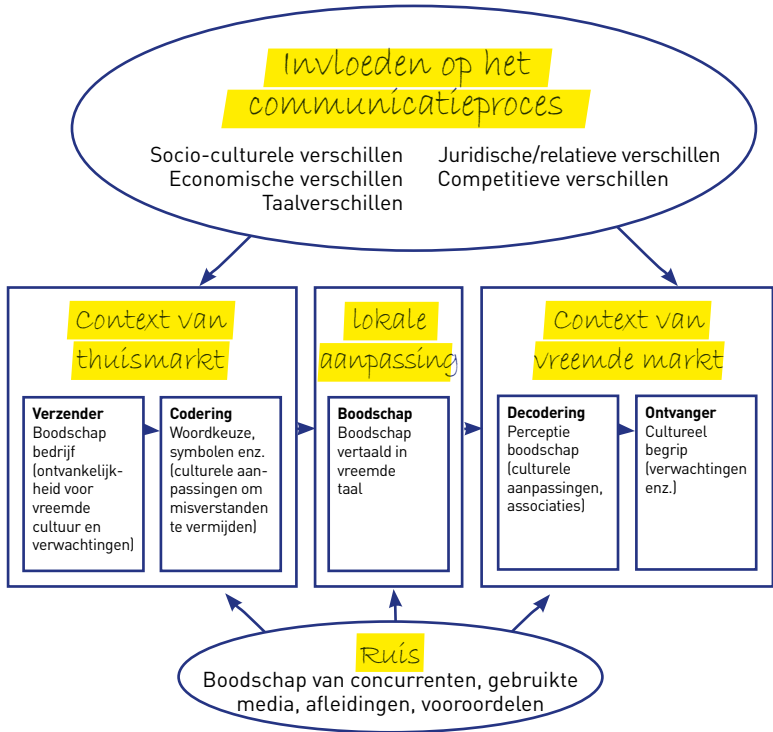 Invloeden op het
communicatieproces
Socio-culturele verschillen
Economische verschillen
Taalverschillen
Juridische/relatieve verschillen
Competitieve verschillen
Context van
thuismarkt
Verzender
Boodschap
bedrijf
(ontvankelijk-
heid voor
vreemde
cultuur en
verwachtingen)
Codering
Woordkeuze,
symbolen enz.
(culturele aan-
passingen om
misverstanden
te vermijden)
lokale
aanpassing
Boodschap
Boodschap
vertaald in
vreemde
taal
Context van
vreemde markt
Decodering
Perceptie
boodschap
(culturele
aanpassingen,
associaties)
Ontvanger
Cultureel
begrip
(verwachtingen
enz.)
Ruis
Boodschap van concurrenten, gebruikte
media, afleidingen, vooroordelen